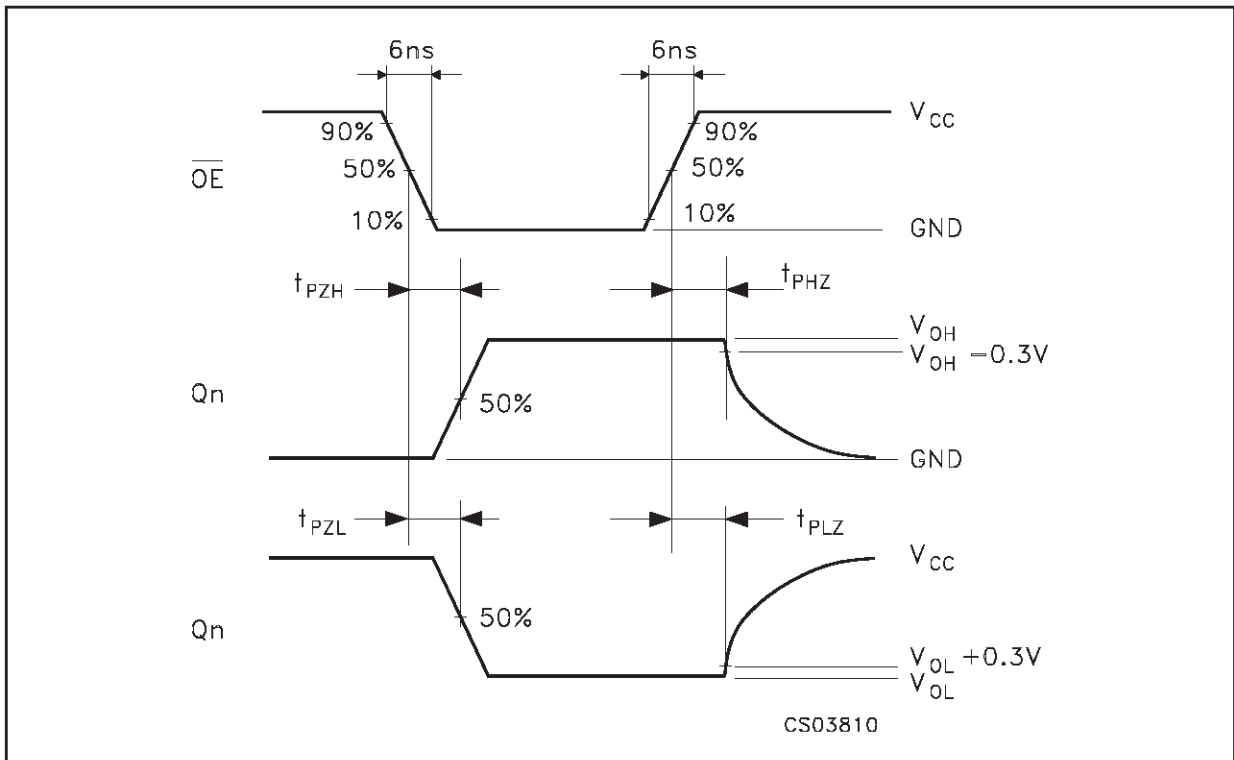 6ns 6ns
V_CC
90% 90%
O̅E̅ 50% 50%
10% 10%
GND
t_PZH t_PHZ
V_OH
V_OH −0.3V
Qn 50%
GND
t_PZL t_PLZ
V_CC
50%
Qn
V_OL +0.3V
V_OL
CS03810